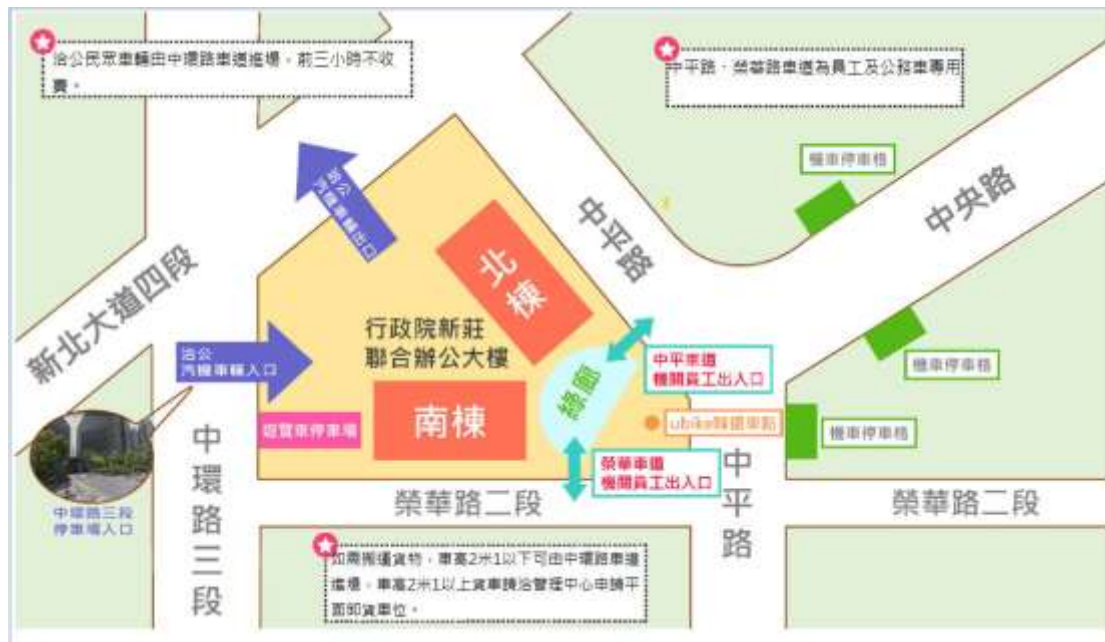 洽公民眾車輛由中環路車道進場，前三小時不收
費。
中平路、榮華路車道為員工及公務車專用
機車停車格
中央路
洽公
汽機車輛出口
中平路
北棟
新北大道四段
行政院新莊
聯合辦公大樓
洽公
汽機車輛入口
中平車道
機關員工出入口
綠廊
機車停車格
遊覽車停車場
南棟
ubike歸還車點
機車停車格
中環路三段
停車場入口
中環路三段
榮華車道
機關員工出入口
中平路
榮華路二段
榮華路二段
如需搬運貨物，車高2米1以下可由中環路車道
進場，車高2米1以上貨車請洽管理中心申請平
面卸貨車位。